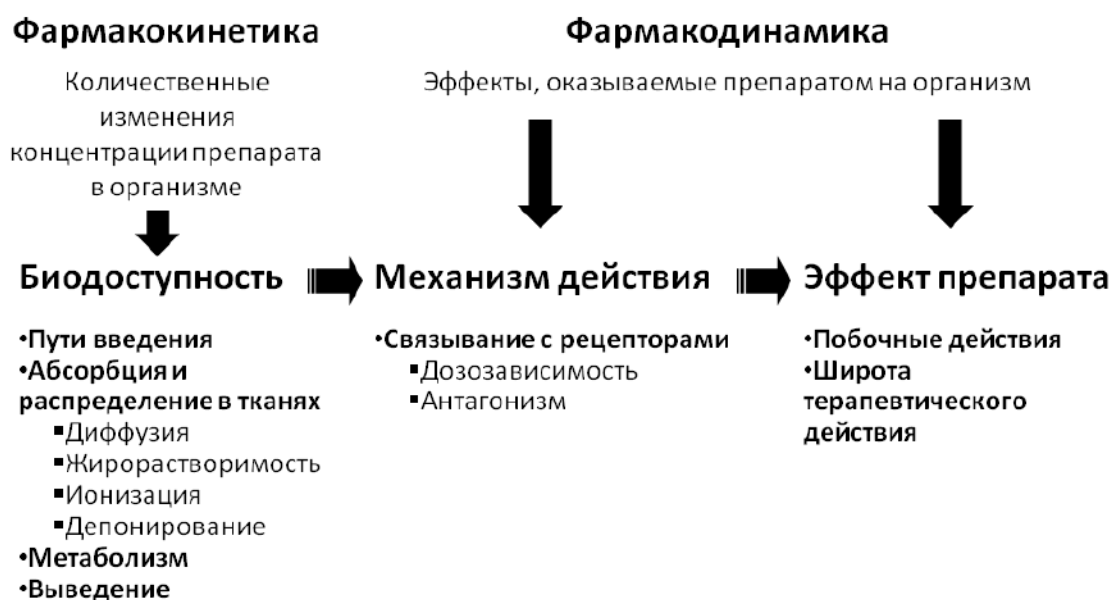 Фармакокинетика
Количественные
изменения
концентрации препарата
в организме
Фармакодинамика
Эффекты, оказываемые препаратом на организм
Биодоступность
•Пути введения
•Абсорбция и
распределение в тканях
▪Диффузия
▪Жирорастворимость
▪Ионизация
▪Депонирование
•Метаболизм
•Выведение
Механизм действия
•Связывание с рецепторами
▪Дозозависимость
▪Антагонизм
Эффект препарата
•Побочные действия
•Широта
терапевтического
действия